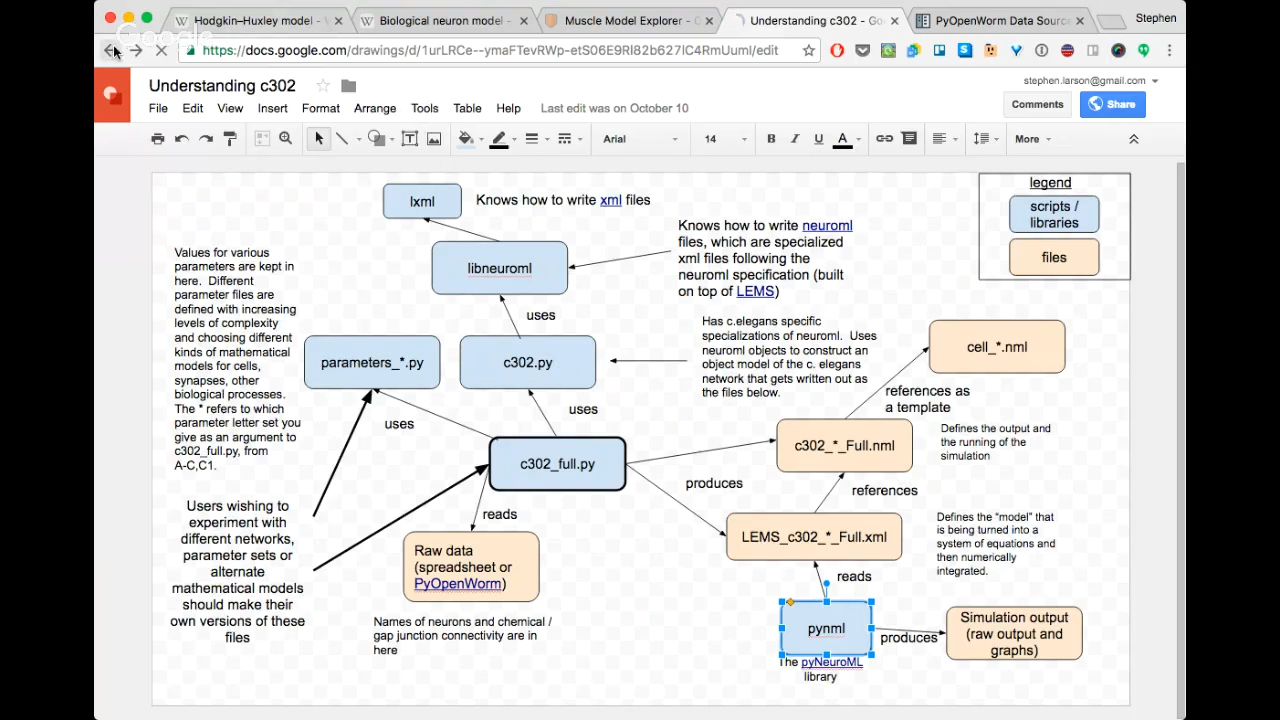 Hodgkin–Huxley model -
Biological neuron model -
Muscle Model Explorer -
Understanding c302 - Go
PyOpenWorm Data Source
Stephen
Google
https://docs.google.com/drawings/d/1urLRCe--ymaFTevRWp-etS06E9RI82b627IC4RmUumI/edit
Understanding c302
stephen.larson@gmail.com
File Edit View Insert Format Arrange Tools Table Help Last edit was on October 10
Comments
Share
Arial
14
B I U A
More
lxml
Knows how to write xml files
legend
scripts /
libraries
files
Knows how to write neuroml
files, which are specialized
xml files following the
neuroml specification (built
on top of LEMS)
libneuroml
uses
Values for various
parameters are kept in
here. Different
parameter files are
defined with increasing
levels of complexity
and choosing different
kinds of mathematical
models for cells,
synapses, other
biological processes.
The * refers to which
parameter letter set you
give as an argument to
c302_full.py, from
A-C,C1.
parameters_*.py
c302.py
Has c.elegans specific
specializations of neuroml. Uses
neuroml objects to construct an
object model of the c. elegans
network that gets written out as
the files below.
cell_*.nml
references as
a template
uses
uses
c302_full.py
c302_*_Full.nml
Defines the output and
the running of the
simulation
produces
references
reads
Users wishing to
experiment with
different networks,
parameter sets or
alternate
mathematical models
should make their
own versions of these
files
Raw data
(spreadsheet or
PyOpenWorm)
Names of neurons and chemical /
gap junction connectivity are in
here
LEMS_c302_*_Full.xml
Defines the “model” that
is being turned into a
system of equations and
then numerically
integrated.
reads
pynml
The pyNeuroML
library
produces
Simulation output
(raw output and
graphs)